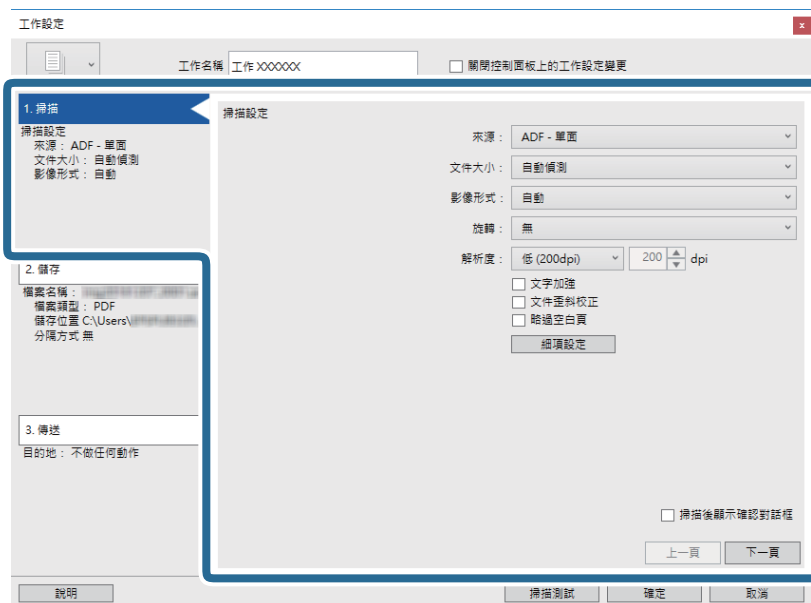 工作設定
x
工作名稱 工作 XXXXXX 關閉控制面板上的工作設定變更
1. 掃描
掃描設定
來源： ADF - 單面
文件大小： 自動偵測
影像形式： 自動
掃描設定
來源： ADF - 單面
文件大小： 自動偵測
影像形式： 自動
旋轉： 無
解析度： 低 (200dpi) 200 dpi
文字加強
文件歪斜校正
略過空白頁
細項設定
2. 儲存
檔案名稱：
檔案類型： PDF
儲存位置 C:\Users\
分隔方式 無
3. 傳送
目的地： 不做任何動作
掃描後顯示確認對話框
上一頁 下一頁
說明 掃描測試 確定 取消